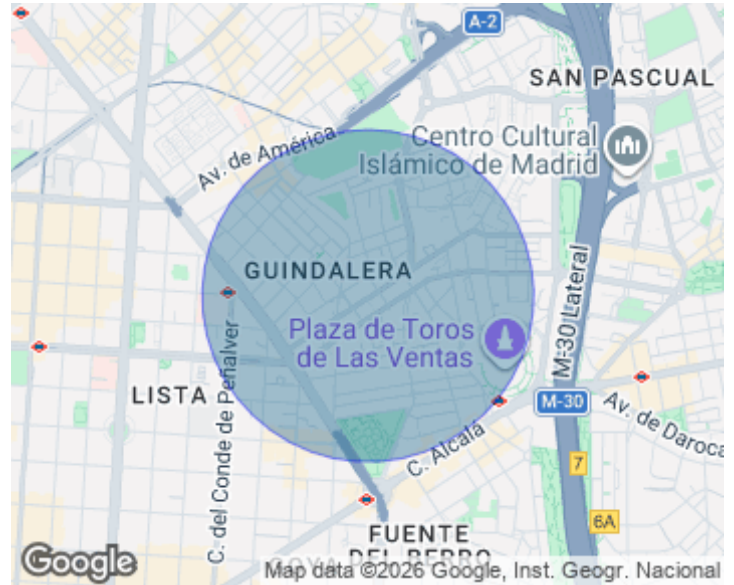 A-2
SAN PASCUAL
Centro Cultural
Islámico de Madrid
Av. de América
GUINDALERA
M-30 Lateral
Plaza de Toros
de Las Ventas
LISTA
C. del Conde de Peñalver
M-30
Av. de Daroca
C. Alcalá
7
6A
FUENTE
DEL BERRO
GOYA
Google
Map data ©2026 Google, Inst. Geogr. Nacional